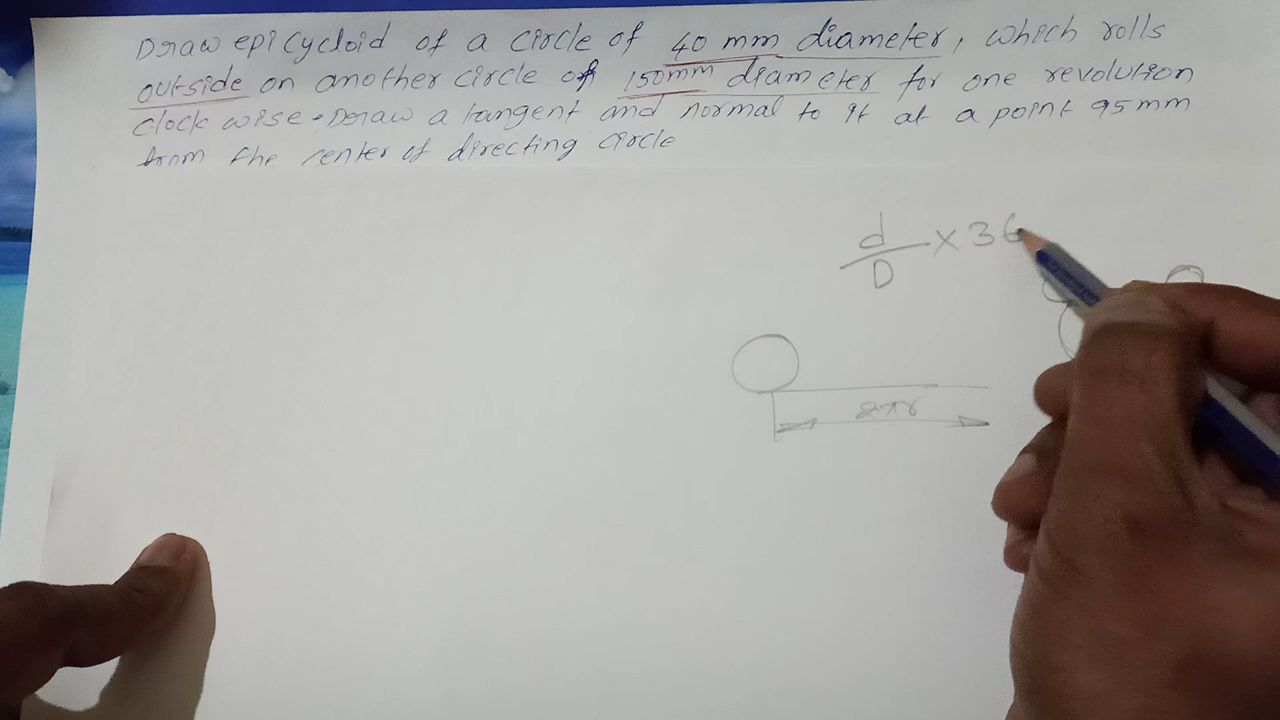 Draw epicycloid of a circle of 40 mm diameter, which rolls
outside on another circle of 150mm diameter for one revolution
clock wise. Draw a tangent and normal to it at a point 95mm
from the center of directing circle
d
D
× 36
2πr